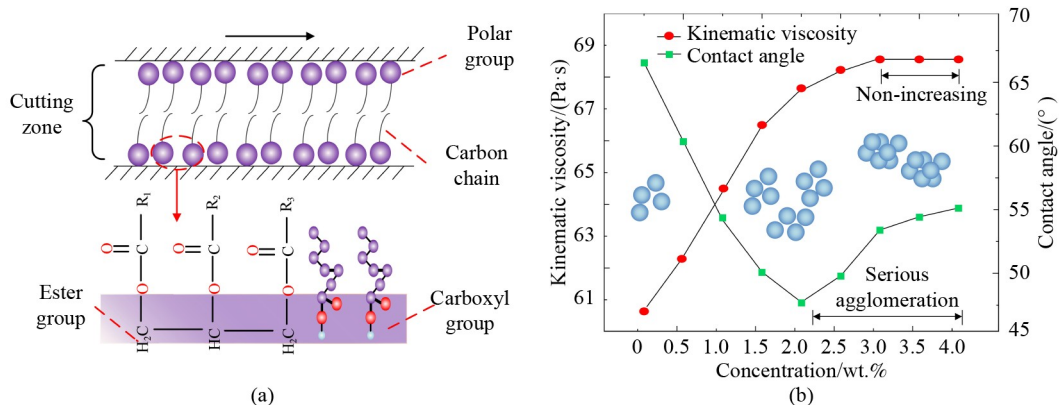 (a)
Polar
group
Cutting
zone
Carbon
chain
R₁
R₂
R₃
O
C
O
C
O
C
O
O
O
H₂C
HC
H₂C
Ester
group
Carboxyl
group
(a)
Kinematic viscosity
Contact angle
Non-increasing
Serious
agglomeration
Kinematic viscosity/(Pa·s)
69
67
65
63
61
Contact angle/(°)
70
65
60
55
50
45
0
0.5
1.0
1.5
2.0
2.5
3.0
3.5
4.0
Concentration/wt.%
(b)